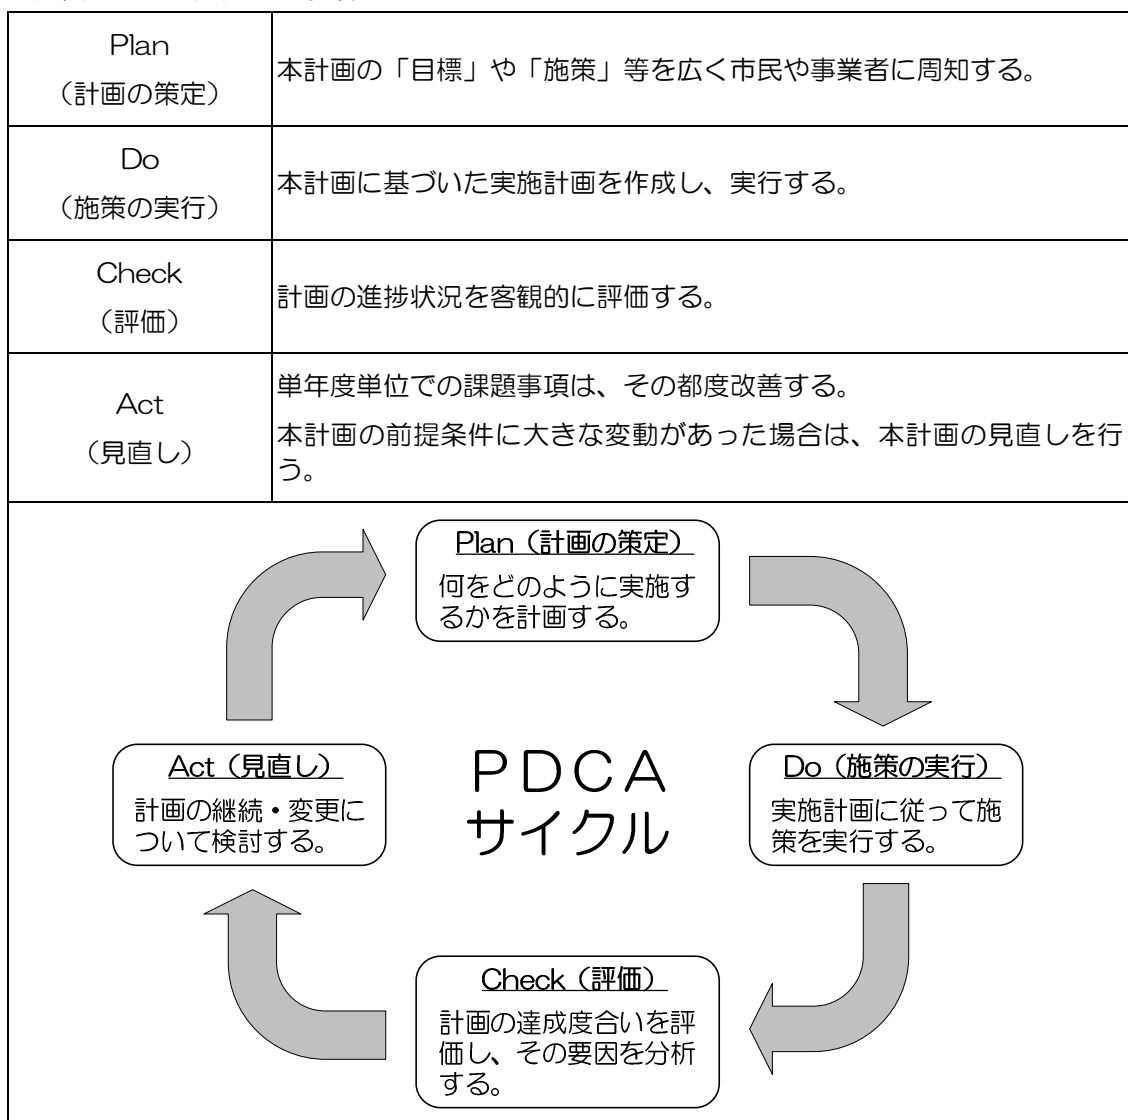 Plan
（計画の策定）
本計画の「目標」や「施策」等を広く市民や事業者に周知する。
Do
（施策の実行）
本計画に基づいた実施計画を作成し、実行する。
Check
（評価）
計画の進捗状況を客観的に評価する。
Act
（見直し）
単年度単位での課題事項は、その都度改善する。
本計画の前提条件に大きな変動があった場合は、本計画の見直しを行
う。
Plan（計画の策定）
何をどのように実施す
るかを計画する。
Act（見直し）
計画の継続・変更に
ついて検討する。
ＰＤＣＡ
サイクル
Do（施策の実行）
実施計画に従って施
策を実行する。
Check（評価）
計画の達成度合いを評
価し、その要因を分析
する。